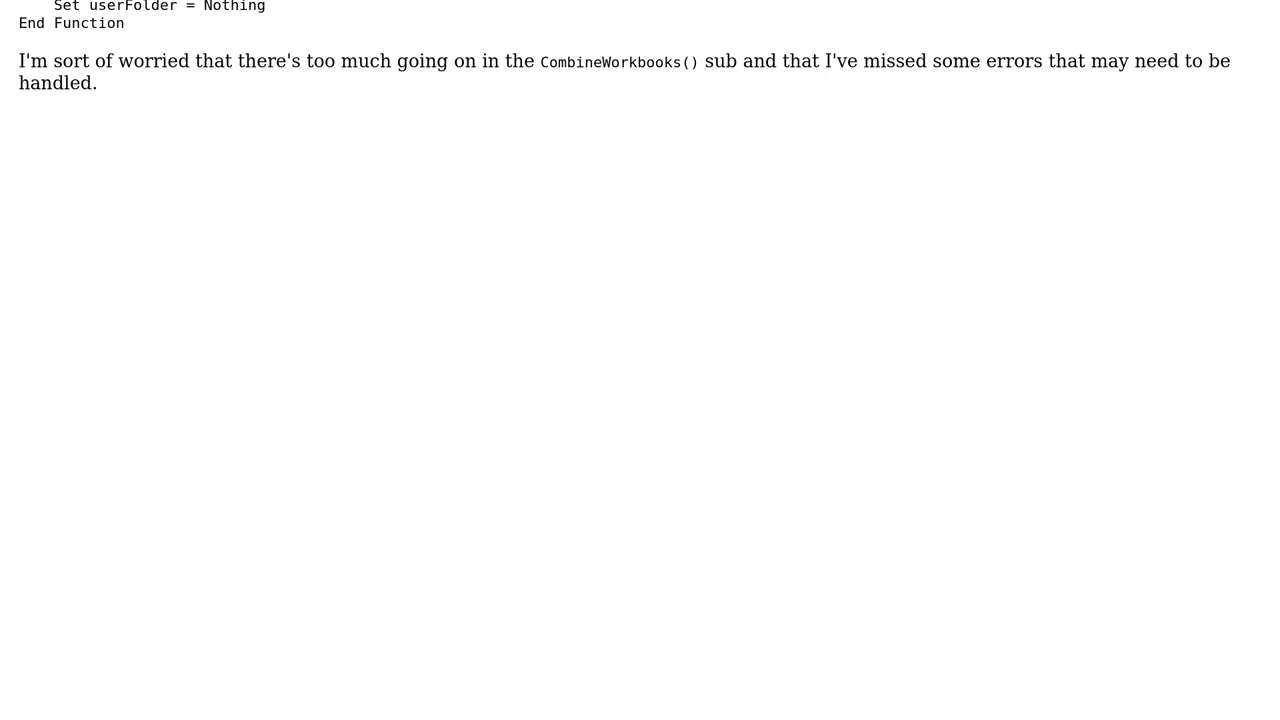 Set userFolder = Nothing
End Function
I'm sort of worried that there's too much going on in the CombineWorkbooks() sub and that I've missed some errors that may need to be
handled.